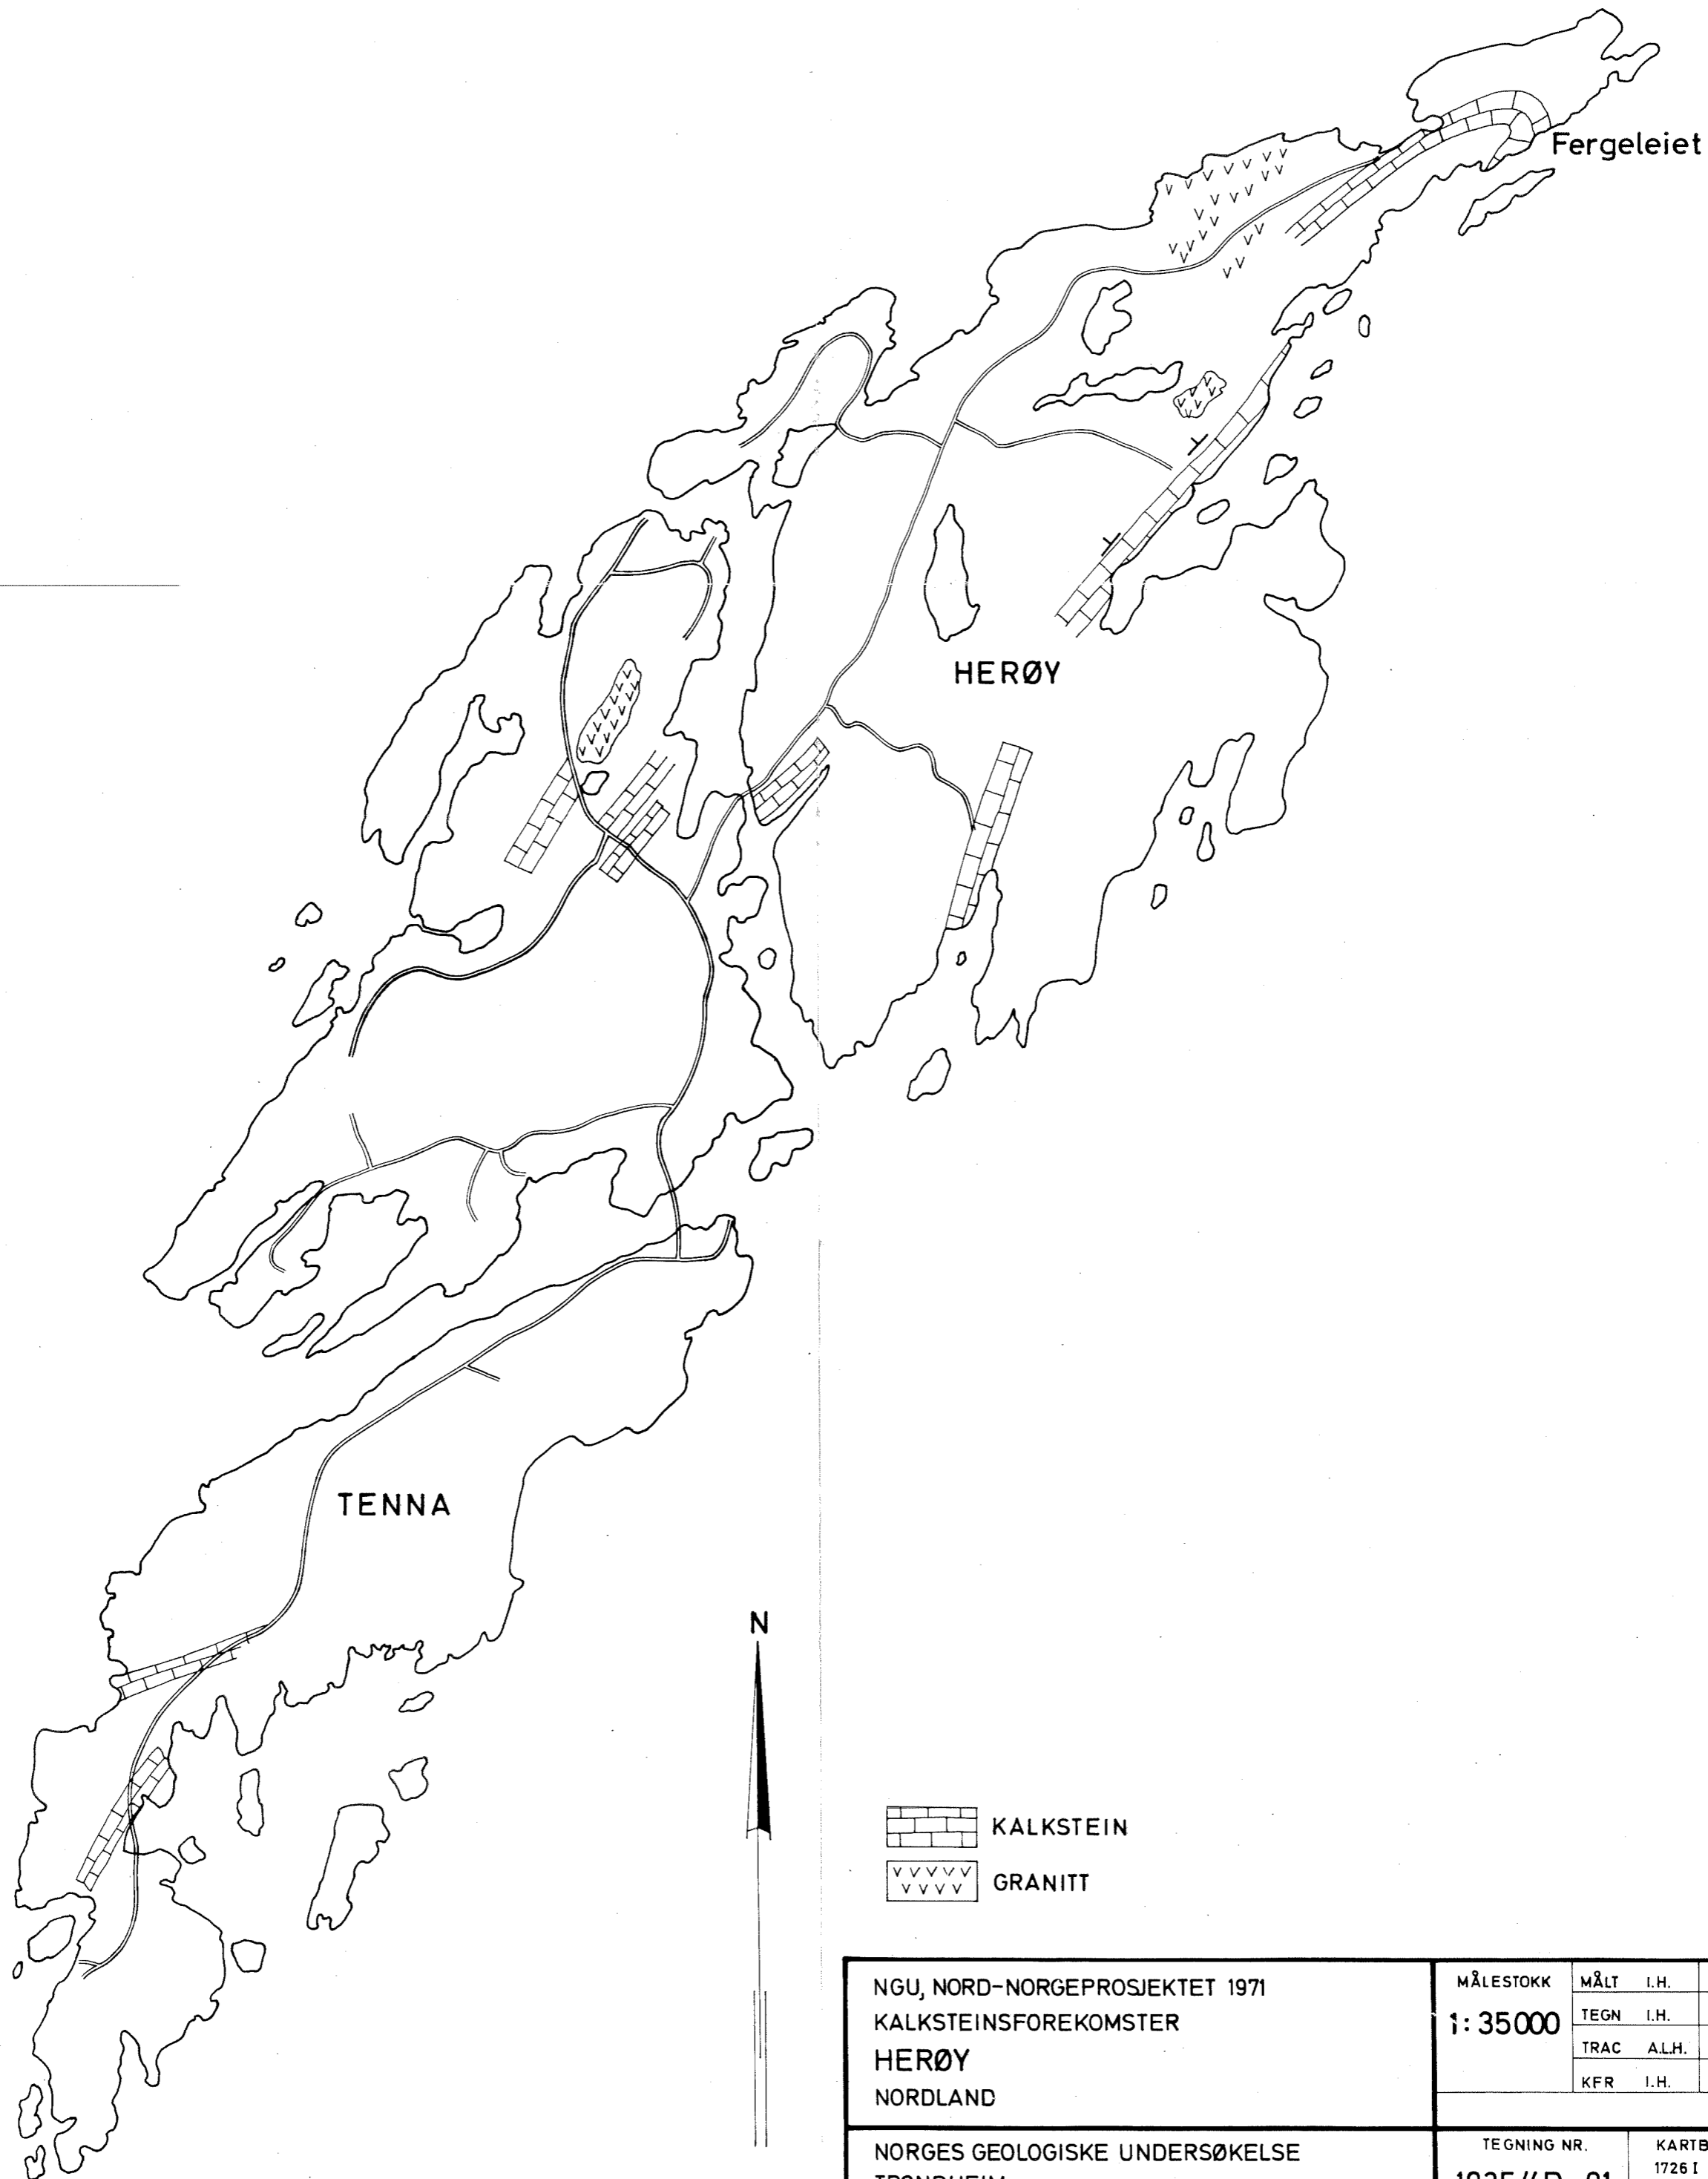 Fergeleiet
HERØY
TENNA
N
KALKSTEIN
GRANITT
NGU, NORD-NORGEPROSJEKTET 1971
KALKSTEINSFOREKOMSTER
HERØY
NORDLAND
MÅLESTOKK
1:35000
MÅLT I.H.
TEGN I.H.
TRAC A.L.H.
KFR I.H.
NORGES GEOLOGISKE UNDERSØKELSE
TEGNING NR.
KARTB
1726 I